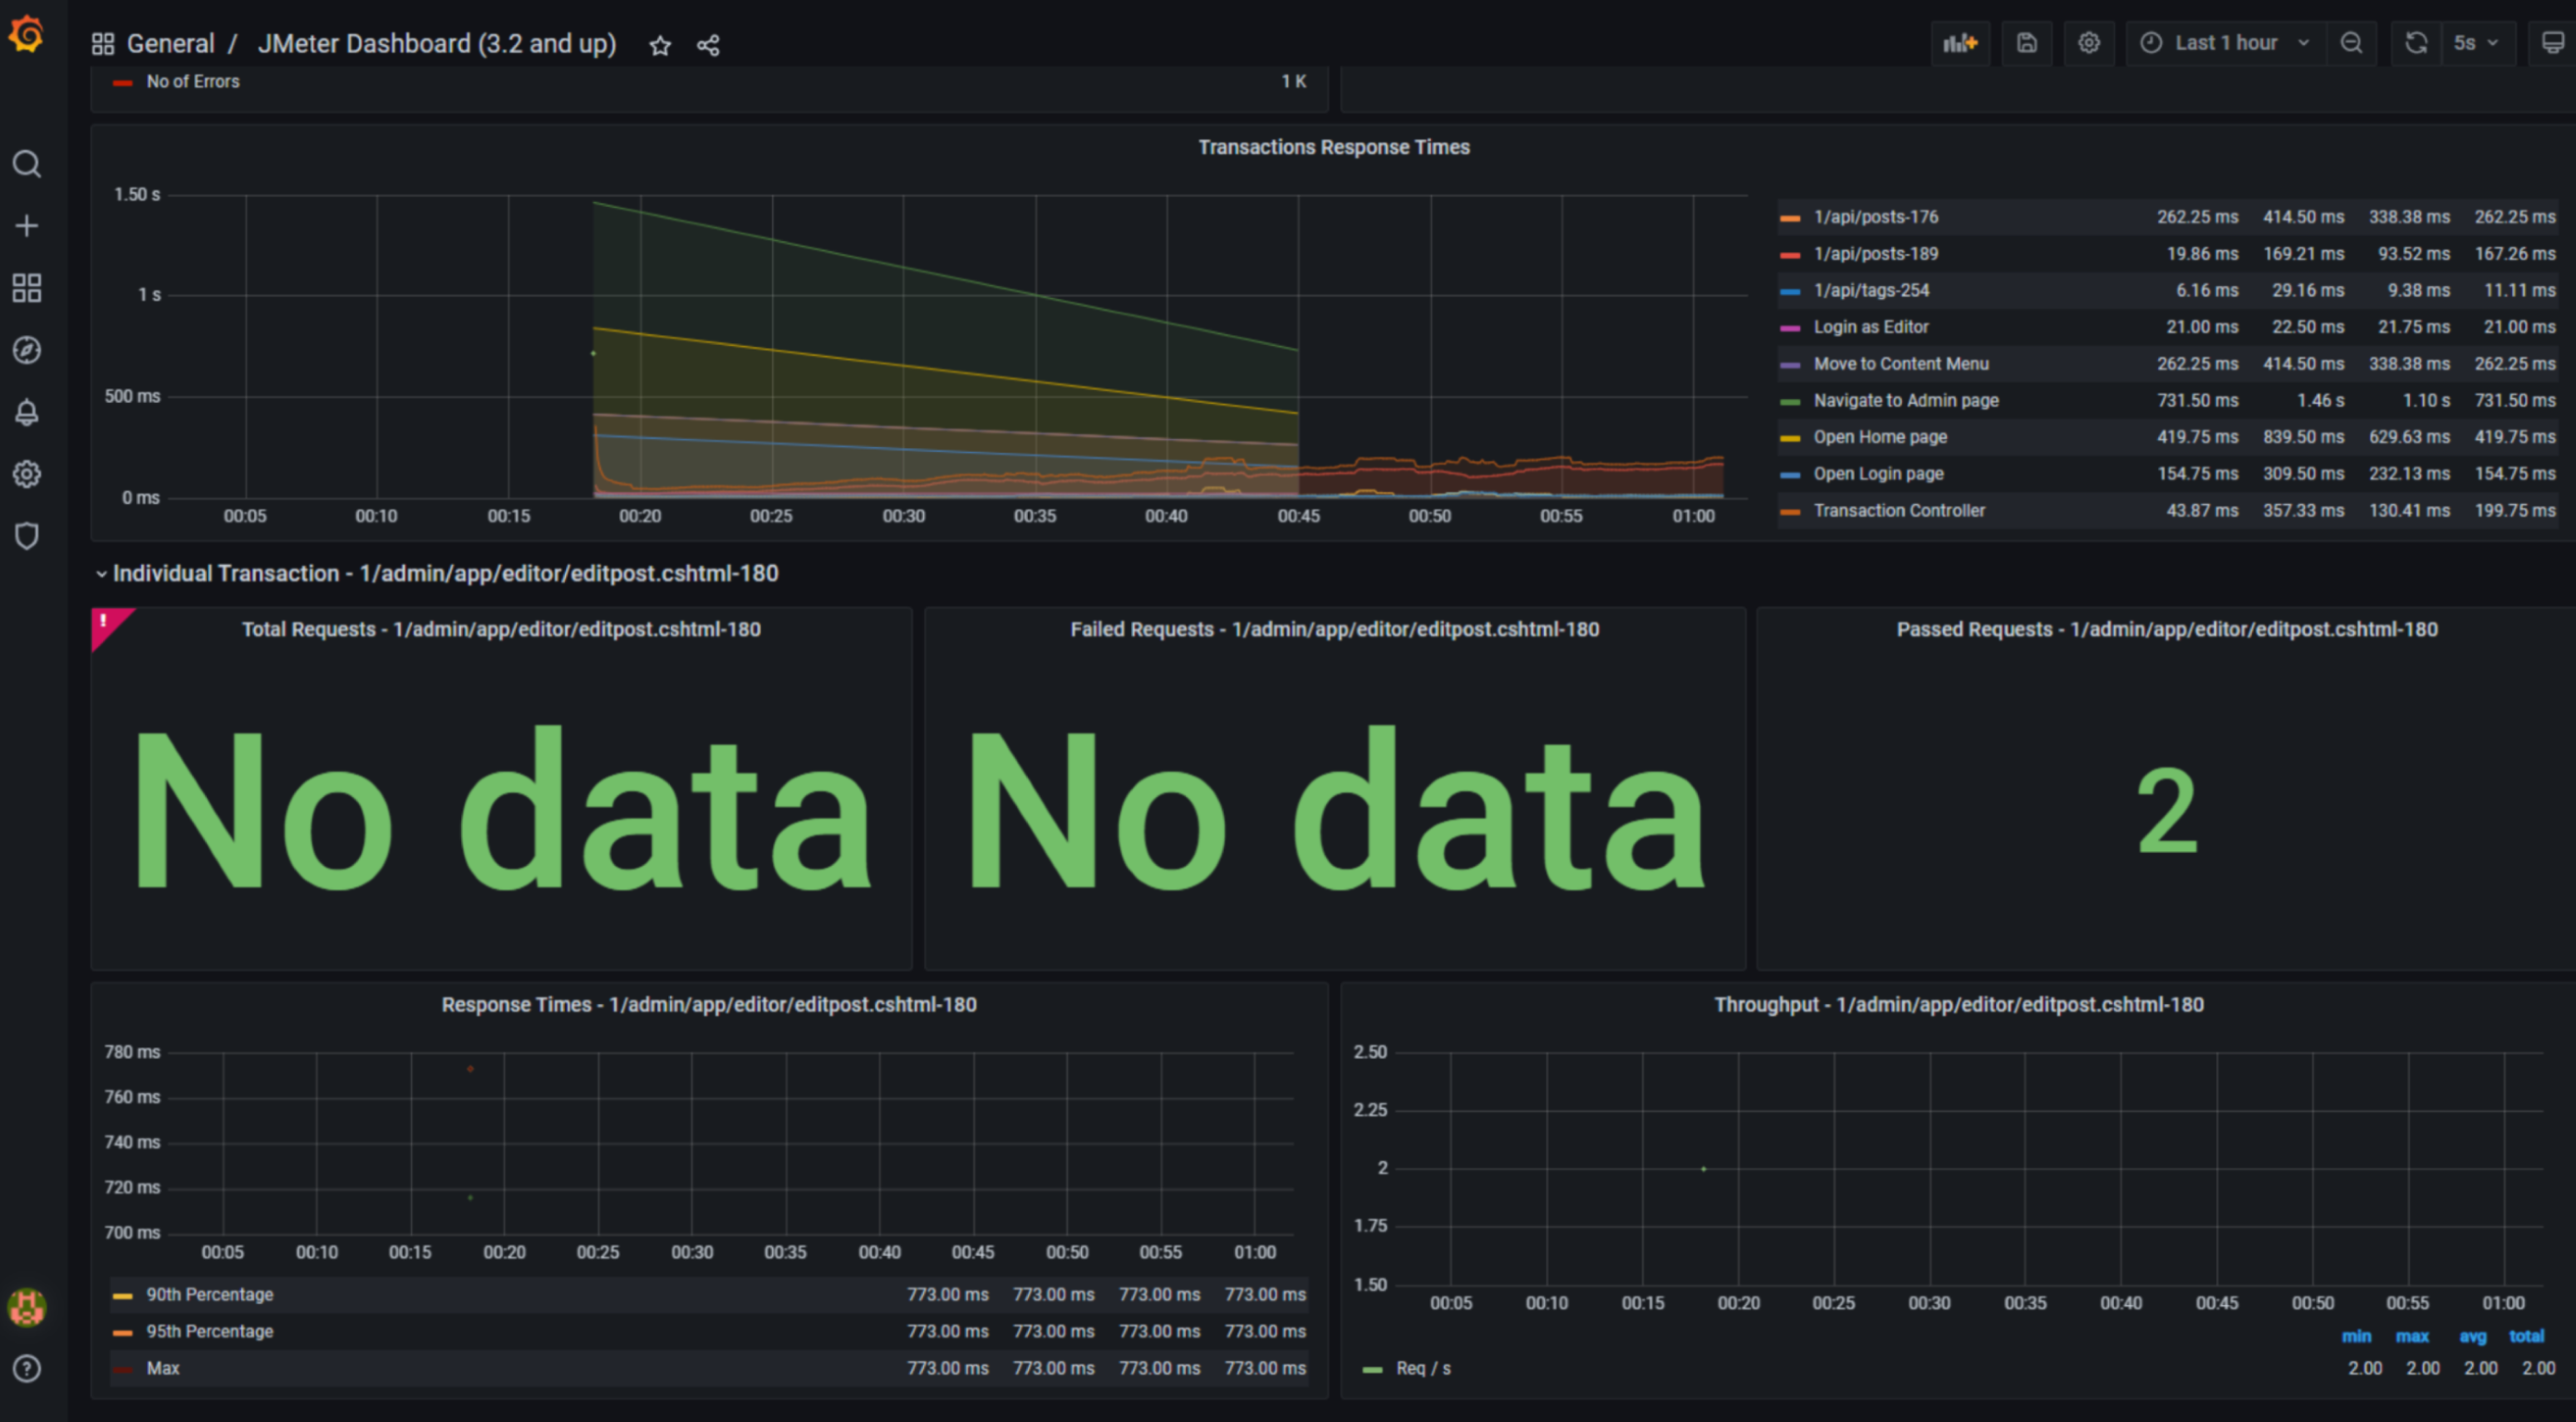 General / JMeter Dashboard (3.2 and up)
Last 1 hour
5s
No of Errors 1 K
Transactions Response Times
1.50 s
1 s
500 ms
0 ms
00:05 00:10 00:15 00:20 00:25 00:30 00:35 00:40 00:45 00:50 00:55 01:00
1/api/posts-176 262.25 ms 414.50 ms 338.38 ms 262.25 ms
1/api/posts-189 19.86 ms 169.21 ms 93.52 ms 167.26 ms
1/api/tags-254 6.16 ms 29.16 ms 9.38 ms 11.11 ms
Login as Editor 21.00 ms 22.50 ms 21.75 ms 21.00 ms
Move to Content Menu 262.25 ms 414.50 ms 338.38 ms 262.25 ms
Navigate to Admin page 731.50 ms 1.46 s 1.10 s 731.50 ms
Open Home page 419.75 ms 839.50 ms 629.63 ms 419.75 ms
Open Login page 154.75 ms 309.50 ms 232.13 ms 154.75 ms
Transaction Controller 43.87 ms 357.33 ms 130.41 ms 199.75 ms
Individual Transaction - 1/admin/app/editor/editpost.cshtml-180
!
Total Requests - 1/admin/app/editor/editpost.cshtml-180
No data
Failed Requests - 1/admin/app/editor/editpost.cshtml-180
No data
Passed Requests - 1/admin/app/editor/editpost.cshtml-180
2
Response Times - 1/admin/app/editor/editpost.cshtml-180
780 ms
760 ms
740 ms
720 ms
700 ms
00:05 00:10 00:15 00:20 00:25 00:30 00:35 00:40 00:45 00:50 00:55 01:00
90th Percentage 773.00 ms 773.00 ms 773.00 ms 773.00 ms
95th Percentage 773.00 ms 773.00 ms 773.00 ms 773.00 ms
Max 773.00 ms 773.00 ms 773.00 ms 773.00 ms
Throughput - 1/admin/app/editor/editpost.cshtml-180
2.50
2.25
2
1.75
1.50
00:05 00:10 00:15 00:20 00:25 00:30 00:35 00:40 00:45 00:50 00:55 01:00
min max avg total
Req / s 2.00 2.00 2.00 2.00